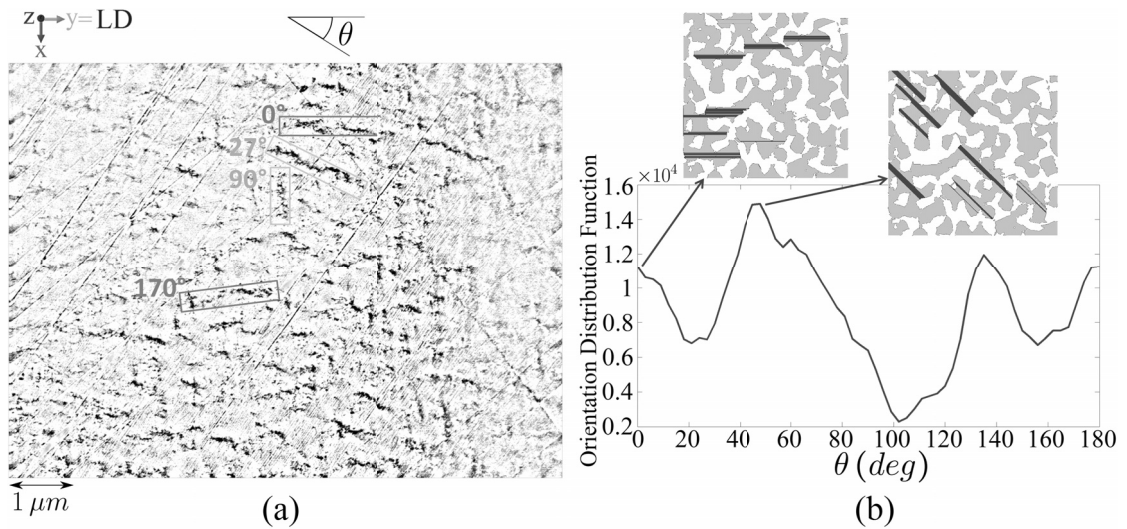 z y=LD
x
θ
0°
27°
90°
170°
1 μm
(a)
(b)
Orientation Distribution Function
×10⁴
1.6
1.4
1.2
1
0.8
0.6
0.4
0.2
0 20 40 60 80 100 120 140 160 180
θ (deg)